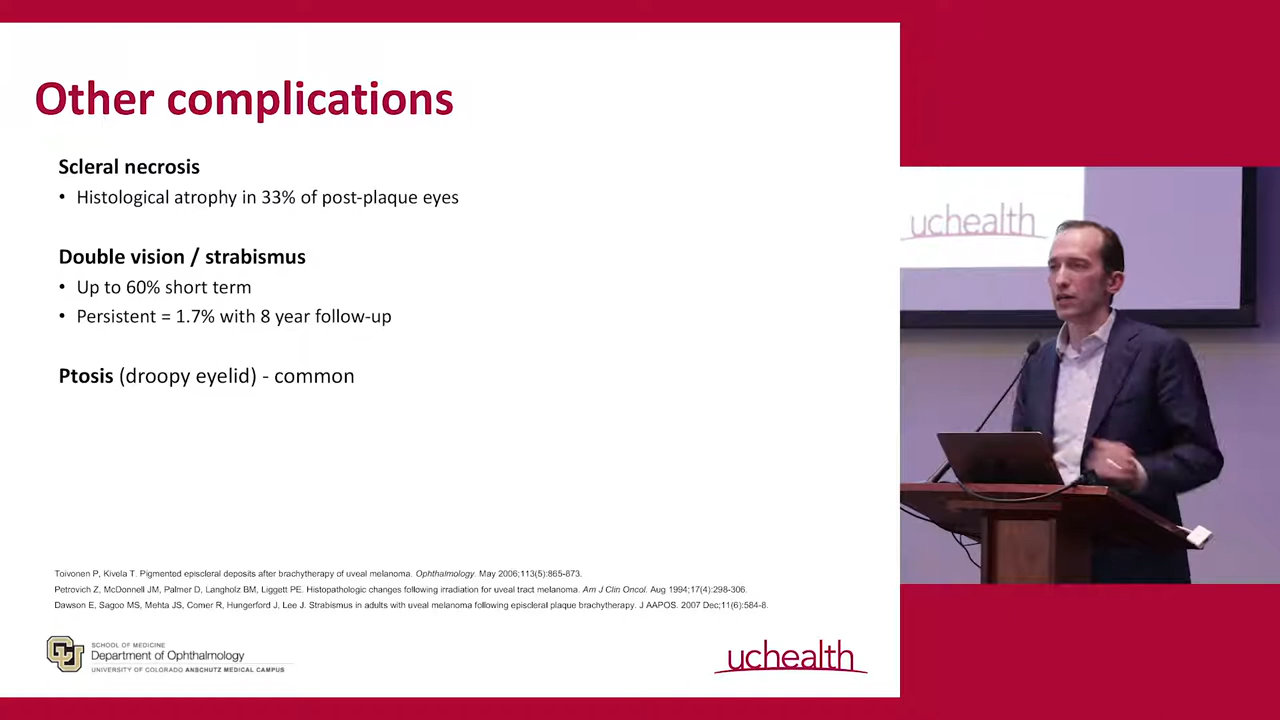 Other complications
Scleral necrosis
• Histological atrophy in 33% of post-plaque eyes
Double vision / strabismus
• Up to 60% short term
• Persistent = 1.7% with 8 year follow-up
Ptosis (droopy eyelid) - common
Toivonen P, Kivela T. Pigmented episcleral deposits after brachytherapy of uveal melanoma. Ophthalmology. May 2006;113(5):865-873.
Petrovich Z, McDonnell JM, Palmer D, Langholz BM, Liggett PE. Histopathologic changes following irradiation for uveal tract melanoma. Am J Clin Oncol. Aug 1994;17(4):298-306.
Dawson E, Sagoo MS, Mehta JS, Comer R, Hungerford J, Lee J. Strabismus in adults with uveal melanoma following episcleral plaque brachytherapy. J AAPOS. 2007 Dec;11(6):584-8.
CU
SCHOOL OF MEDICINE
Department of Ophthalmology
UNIVERSITY OF COLORADO ANSCHUTZ MEDICAL CAMPUS
uchealth
uchealth